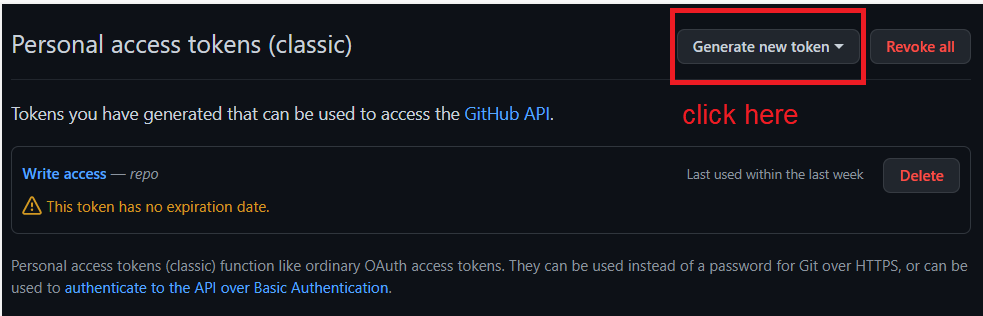 Personal access tokens (classic)
Generate new token
Revoke all
Tokens you have generated that can be used to access the GitHub API.
click here
Write access — repo
Last used within the last week
Delete
This token has no expiration date.
Personal access tokens (classic) function like ordinary OAuth access tokens. They can be used instead of a password for Git over HTTPS, or can be
used to authenticate to the API over Basic Authentication.